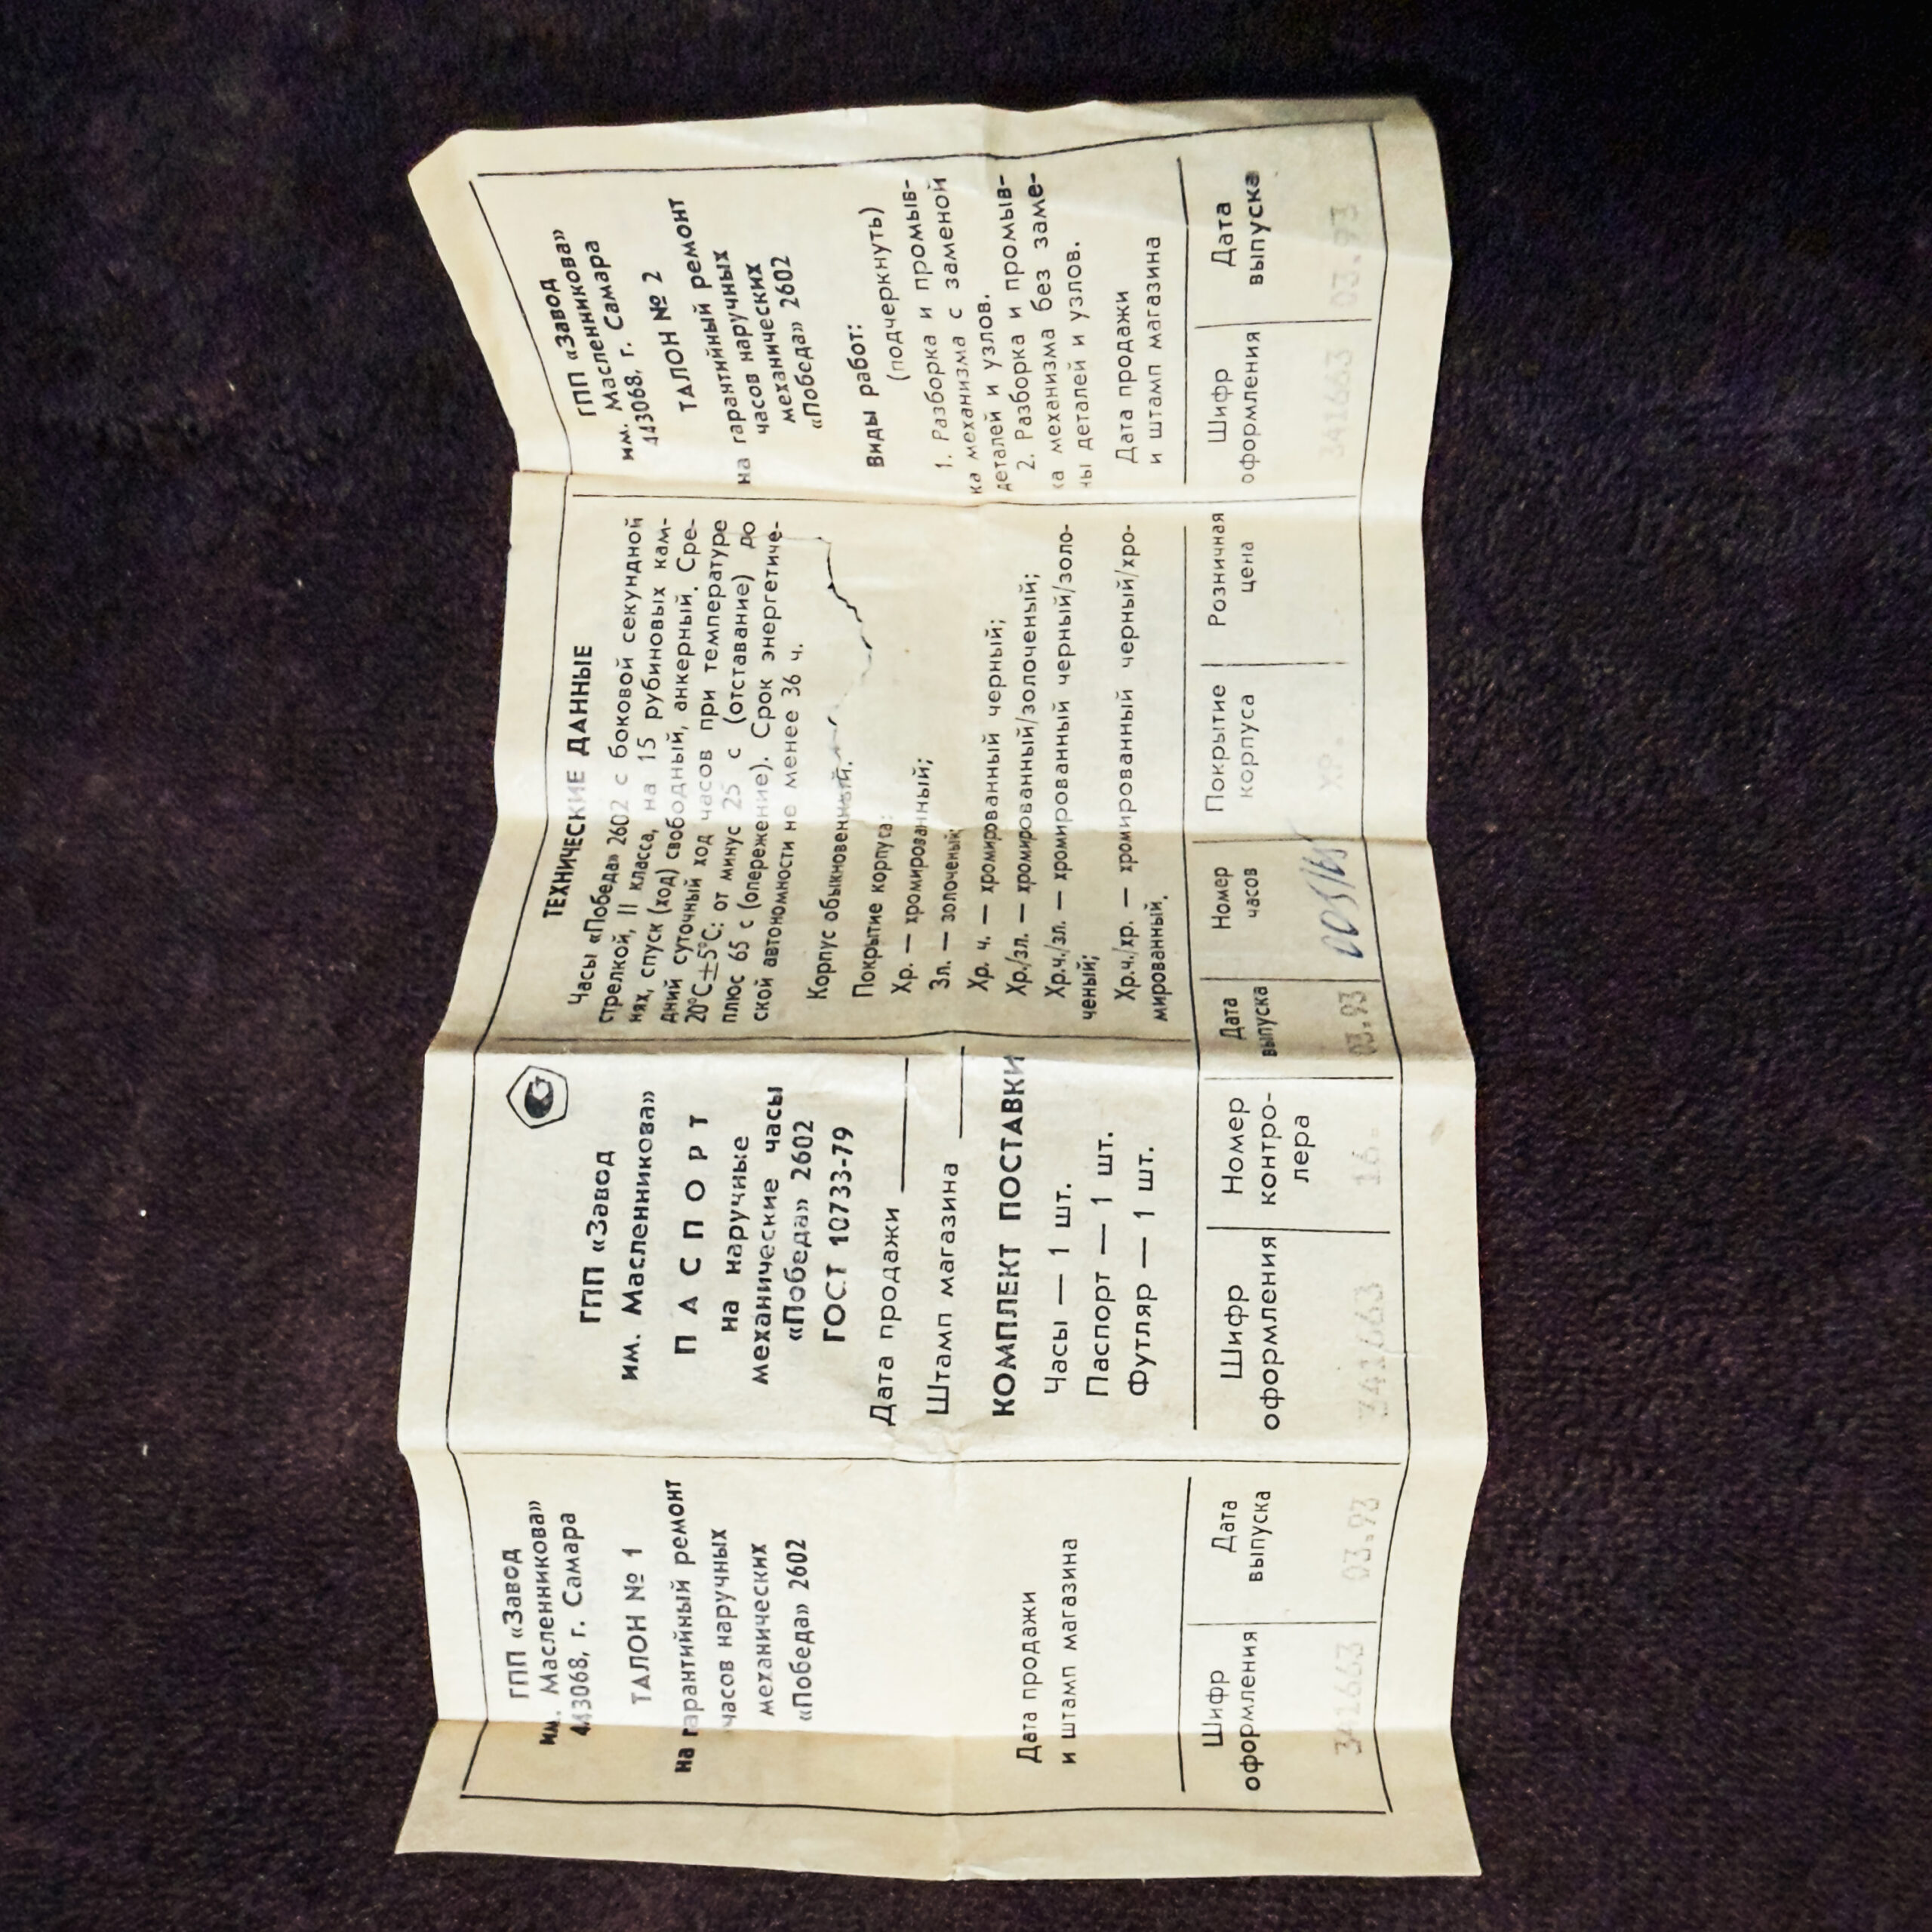 ГПП «Завод
им. Масленникова»
443068, г. Самара
ТАЛОН № 1
на гарантийный ремонт
часов наручных
механических
«Победа» 2602
Дата продажи
и штамп магазина
Шифр оформления
Дата выпуска
341663 03.93
ГПП «Завод
им. Масленникова»
ПАСПОРТ
на наручные
механические часы
«Победа» 2602
ГОСТ 10733-79
Дата продажи
Штамп магазина
КОМПЛЕКТ ПОСТАВКИ
Часы — 1 шт.
Паспорт — 1 шт.
Футляр — 1 шт.
Шифр оформления
Номер контро-
лера
341663 16.
ТЕХНИЧЕСКИЕ ДАННЫЕ
Часы «Победа» 2602 с боковой секундной
стрелкой, II класса, на 15 рубиновых кам-
нях, спуск (ход) свободный, анкерный. Сре-
дний суточный ход часов при температуре
20°С±5°С: от минус 25 с (отставание) до
плюс 65 с (опережение). Срок энергетиче-
ской автономности не менее 36 ч.
Корпус обыкновенный.
Покрытие корпуса:
Хр. — хромированный;
Зл. — золоченый;
Хр. ч. — хромированный черный;
Хр./зл. — хромированный/золоченый;
Хр.ч./зл. — хромированный черный/золо-
ченый;
Хр.ч./хр. — хромированный черный/хро-
мированный.
Дата выпуска
Номер часов
Покрытие корпуса
Розничная цена
03.93 хр.
ГПП «Завод
им. Масленникова»
443068, г. Самара
ТАЛОН № 2
на гарантийный ремонт
часов наручных
механических
«Победа» 2602
Виды работ:
(подчеркнуть)
1. Разборка и промыв-
ка механизма с заменой
деталей и узлов.
2. Разборка и промыв-
ка механизма без заме-
ны деталей и узлов.
Дата продажи
и штамп магазина
Шифр оформления
Дата выпуска
341663 03.93